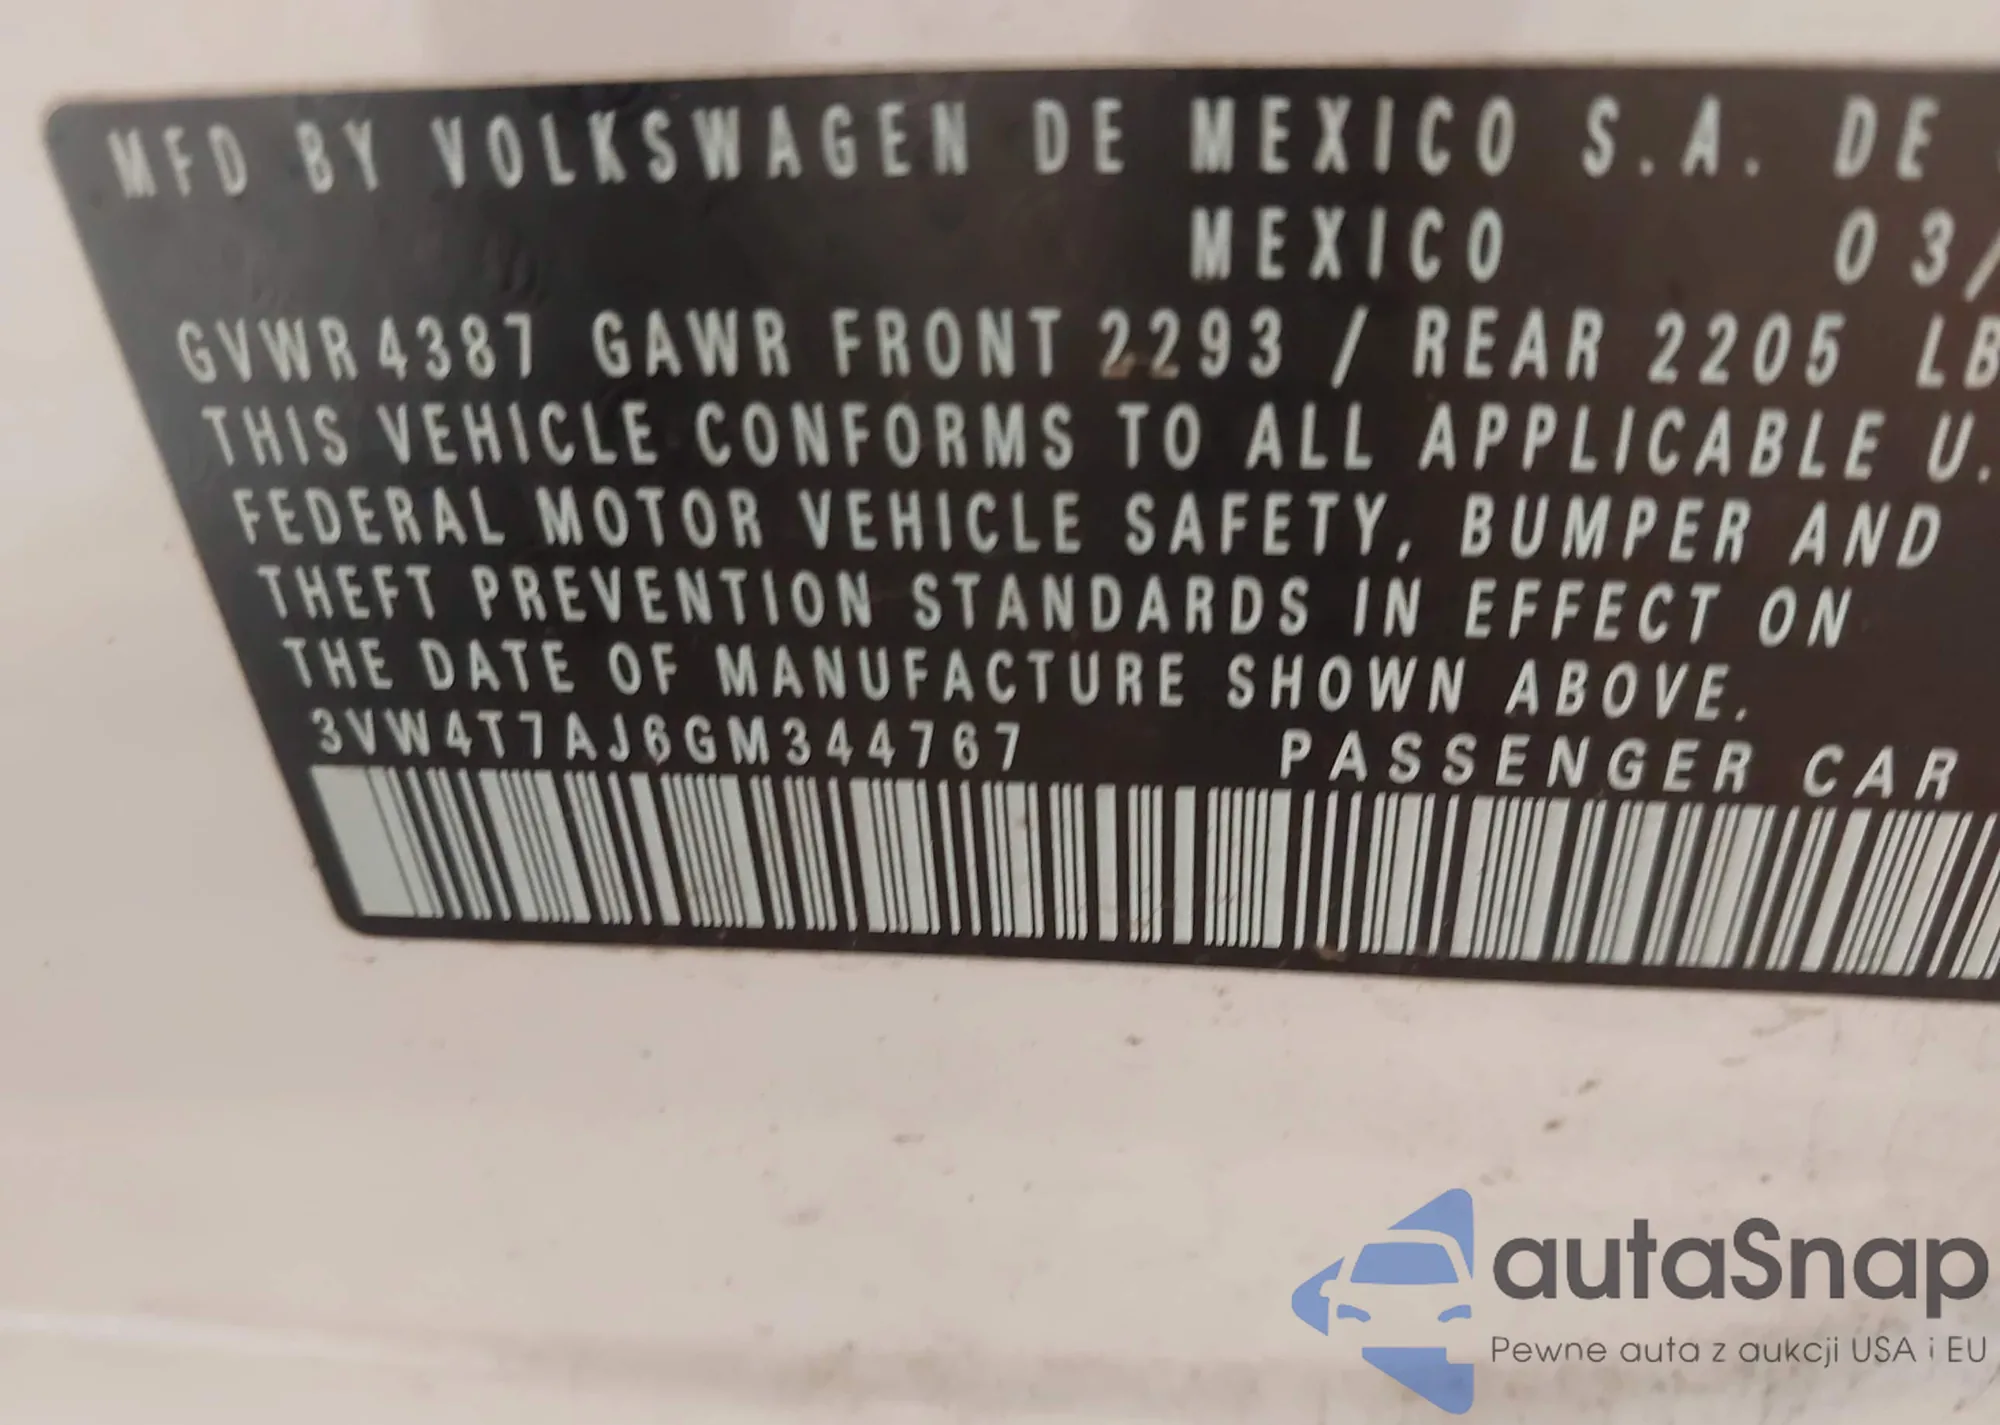 MFD BY VOLKSWAGEN DE MEXICO S.A. DE
MEXICO 03/
GVWR 4387 GAWR FRONT 2293 / REAR 2205 LB
THIS VEHICLE CONFORMS TO ALL APPLICABLE U.
FEDERAL MOTOR VEHICLE SAFETY, BUMPER AND
THEFT PREVENTION STANDARDS IN EFFECT ON
THE DATE OF MANUFACTURE SHOWN ABOVE.
3VW4T7AJ6GM344767 PASSENGER CAR
autaSnap
Pewne auta z aukcji USA i EU